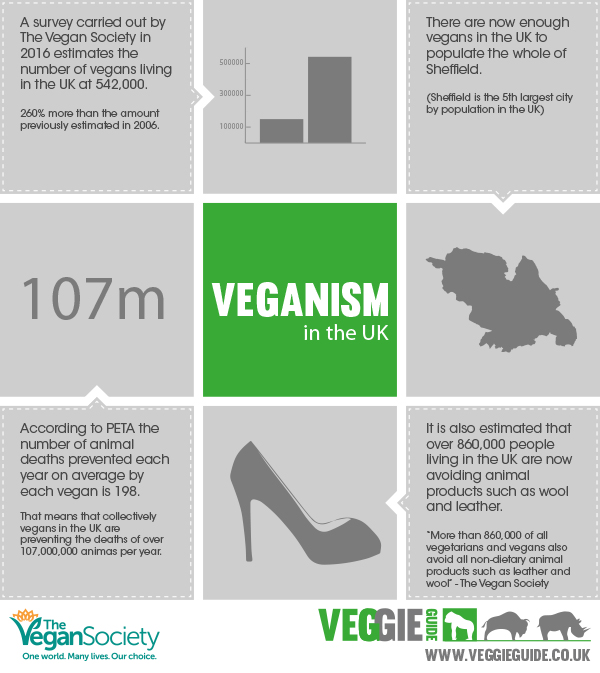 A survey carried out by
The Vegan Society in
2016 estimates the
number of vegans living
in the UK at 542,000.
260% more than the amount
previously estimated in 2006.
500000
300000
100000
There are now enough
vegans in the UK to
populate the whole of
Sheffield.
(Sheffield is the 5th largest city
by population in the UK)
107m
VEGANISM
in the UK
According to PETA the
number of animal
deaths prevented each
year on average by
each vegan is 198.
That means that collectively
vegans in the UK are
preventing the deaths of over
107,000,000 animas per year.
It is also estimated that
over 860,000 people
living in the UK are now
avoiding animal
products such as wool
and leather.
"More than 860,000 of all
vegetarians and vegans also
avoid all non-dietary animal
products such as leather and
wool" - The Vegan Society
The
VeganSociety
One world. Many lives. Our choice.
VEGGIE
GUIDE
WWW.VEGGIEGUIDE.CO.UK